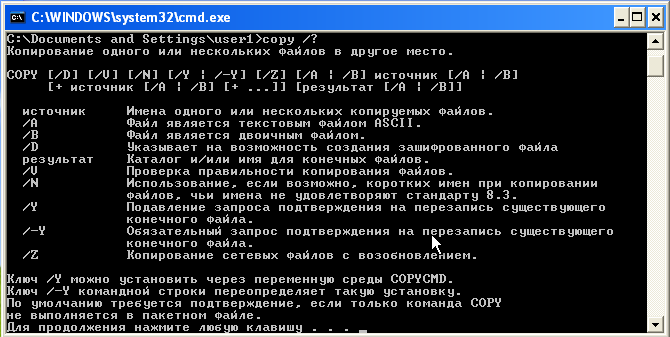 C:\WINDOWS\system32\cmd.exe
C:\Documents and Settings\user1>copy /?
Копирование одного или нескольких файлов в другое место.
COPY [/D] [/V] [/N] [/Y ¦ /-Y] [/Z] [/A ¦ /B] источник [/A ¦ /B]
[+ источник [/A ¦ /B] [+ ...]] [результат [/A ¦ /B]]
источник Имена одного или нескольких копируемых файлов.
/A Файл является текстовым файлом ASCII.
/B Файл является двоичным файлом.
/D Указывает на возможность создания зашифрованного файла
результат Каталог и/или имя для конечных файлов.
/V Проверка правильности копирования файлов.
/N Использование, если возможно, коротких имен при копировании
файлов, чьи имена не удовлетворяют стандарту 8.3.
/Y Подавление запроса подтверждения на перезапись существующего
конечного файла.
/-Y Обязательный запрос подтверждения на перезапись существующего
конечного файла.
/Z Копирование сетевых файлов с возобновлением.
Ключ /Y можно установить через переменную среды COPYCMD.
Ключ /-Y командной строки переопределяет такую установку.
По умолчанию требуется подтверждение, если только команда COPY
не выполняется в пакетном файле.
Для продолжения нажмите любую клавишу . . . _